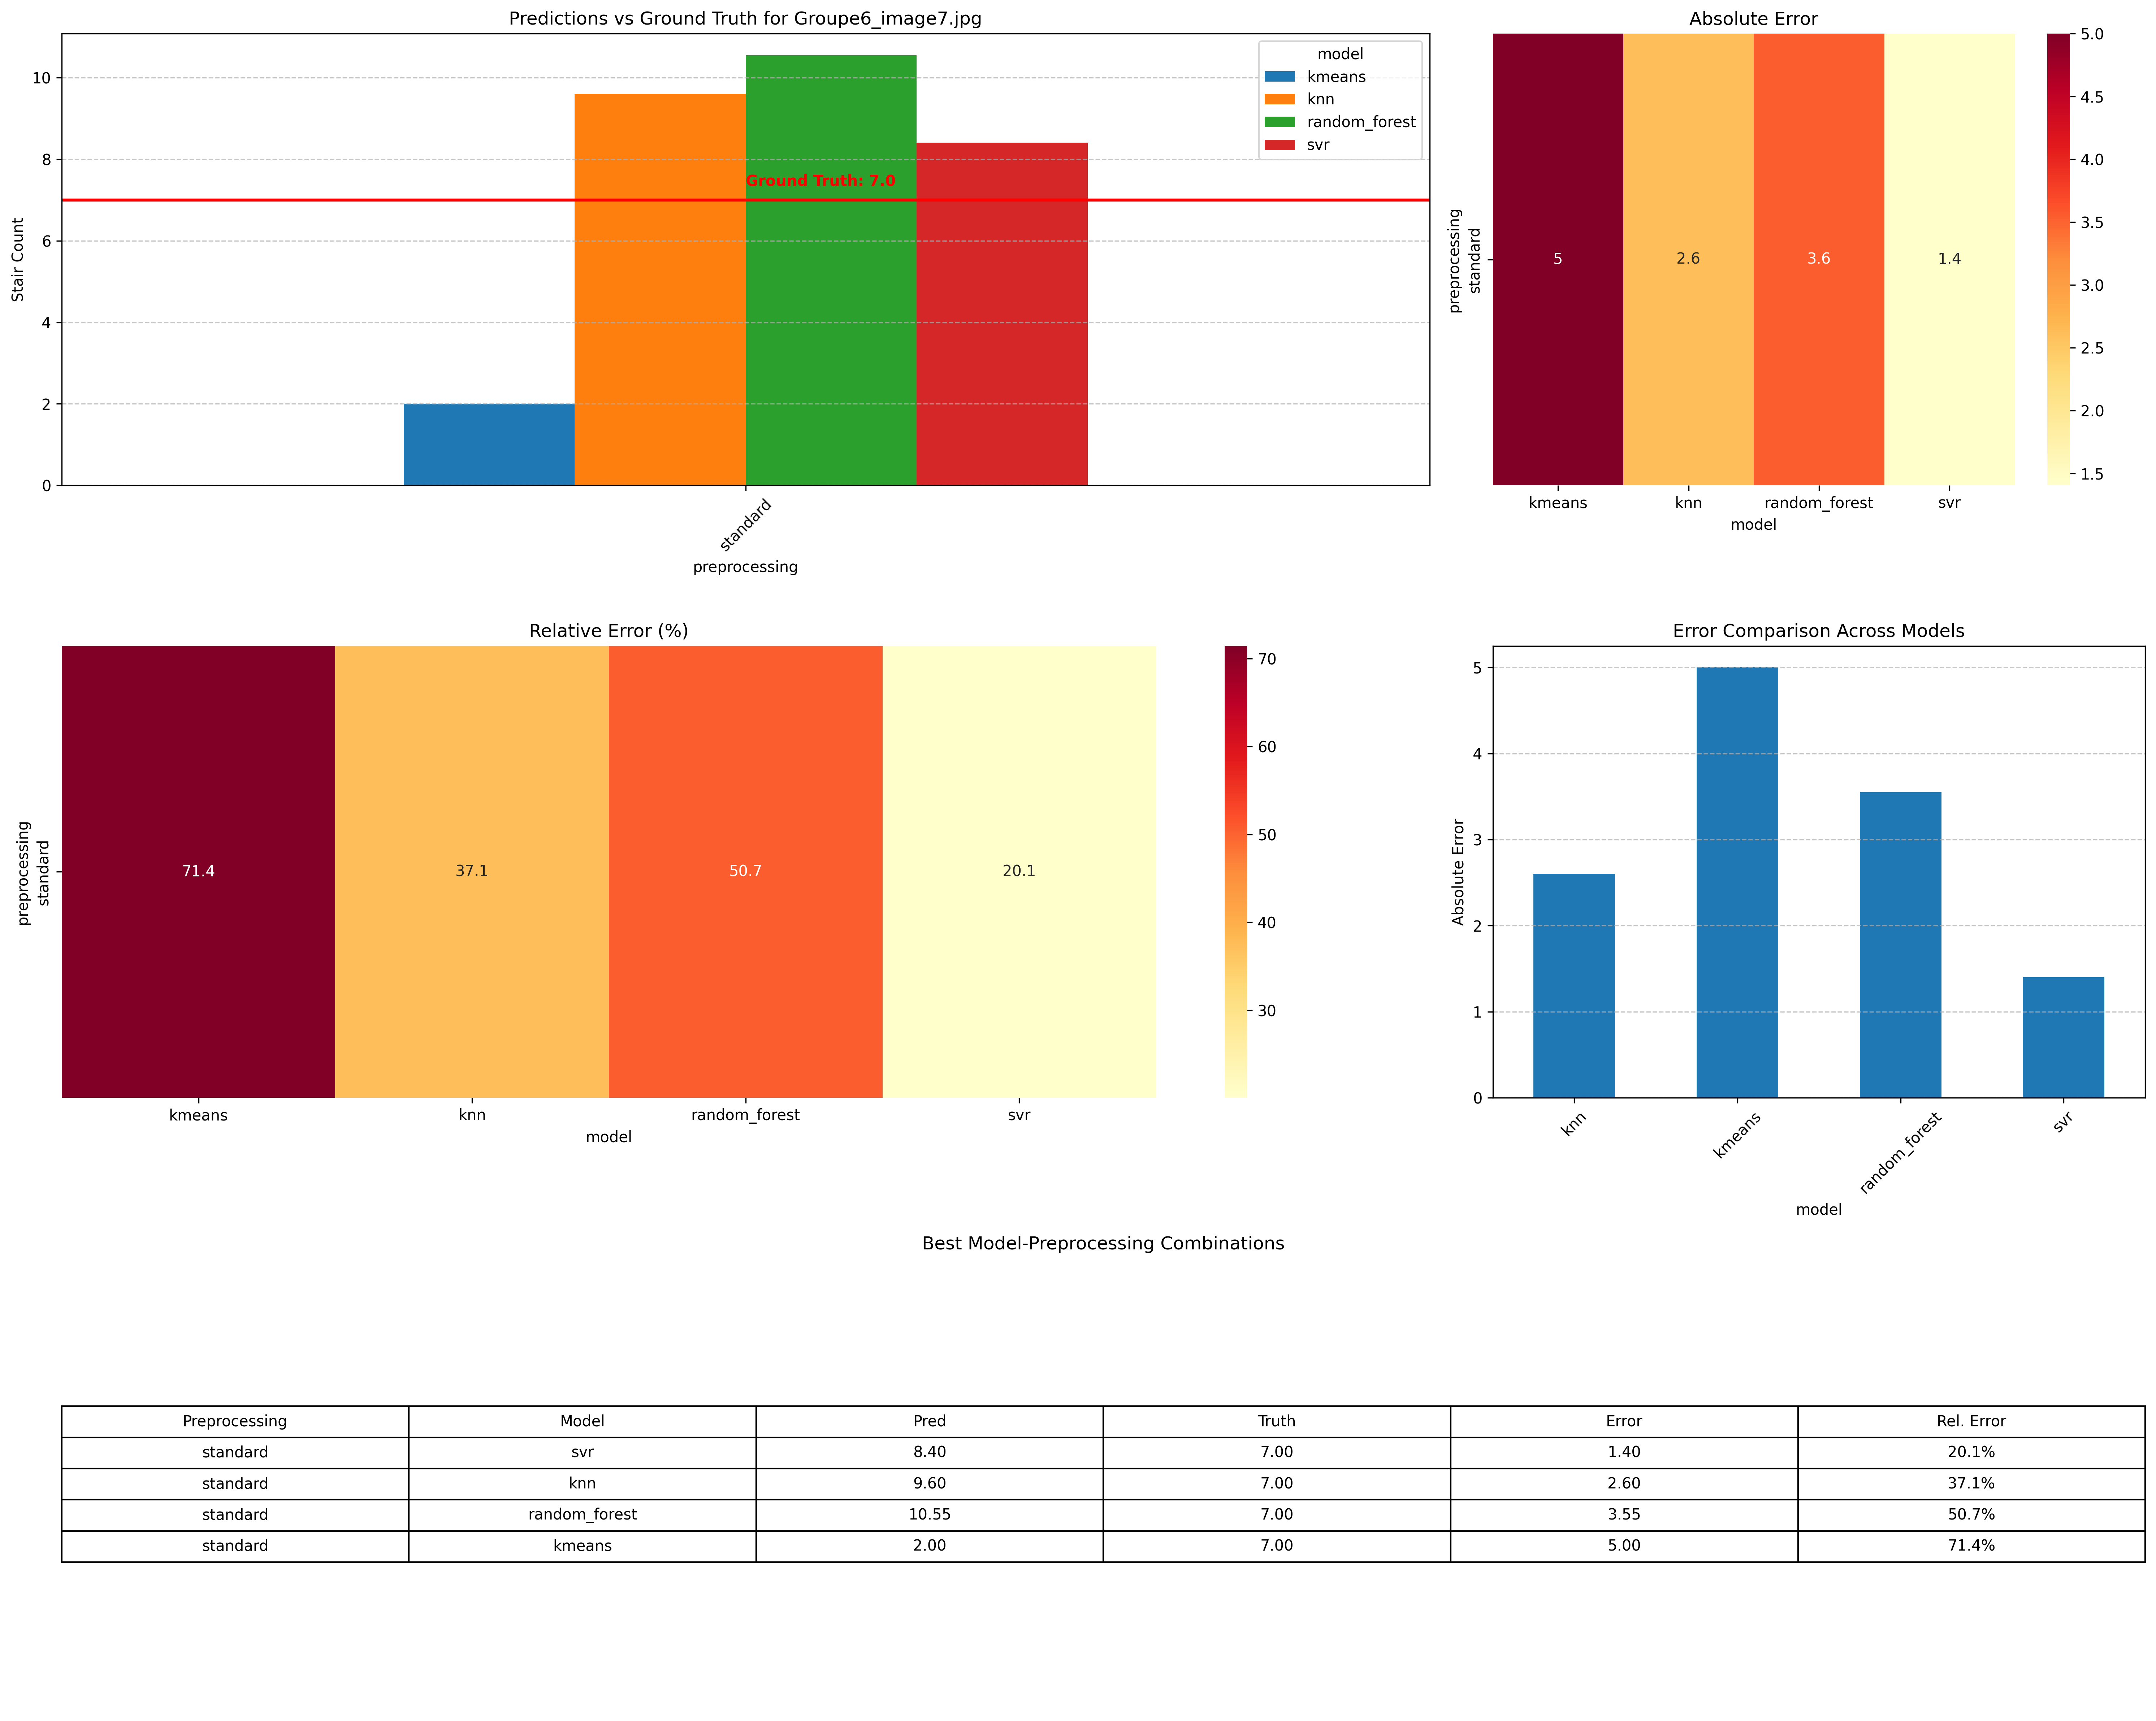 Predictions vs Ground Truth for Groupe6_image7.jpg
model
kmeans
knn
random_forest
svr
Ground Truth: 7.0
Stair Count
10
8
6
4
2
0
standard
preprocessing
Absolute Error
preprocessing
standard
5
2.6
3.6
1.4
kmeans
knn
random_forest
svr
model
5.0
4.5
4.0
3.5
3.0
2.5
2.0
1.5
Relative Error (%)
preprocessing
standard
71.4
37.1
50.7
20.1
kmeans
knn
random_forest
svr
model
70
60
50
40
30
Error Comparison Across Models
Absolute Error
5
4
3
2
1
0
knn
kmeans
random_forest
svr
model
Best Model-Preprocessing Combinations
Preprocessing Model Pred Truth Error Rel. Error
standard svr 8.40 7.00 1.40 20.1%
standard knn 9.60 7.00 2.60 37.1%
standard random_forest 10.55 7.00 3.55 50.7%
standard kmeans 2.00 7.00 5.00 71.4%